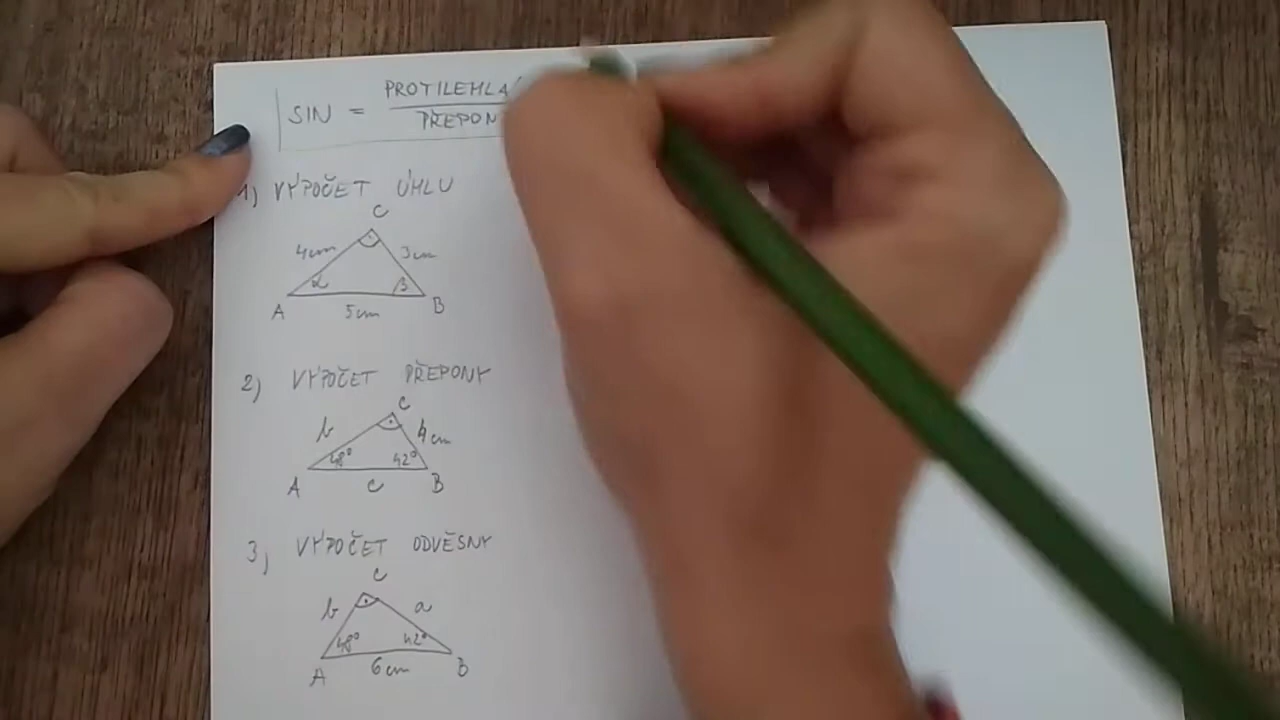 SIN = PROTILEHLÁ
PŘEPON
1) VÝPOČET ÚHLU
C
4cm 3cm
α β
A 5cm B
2) VÝPOČET PŘEPONY
C
b 4cm
48° 42°
A c B
3) VÝPOČET ODVĚSNY
C
b a
48° 42°
A 6cm B